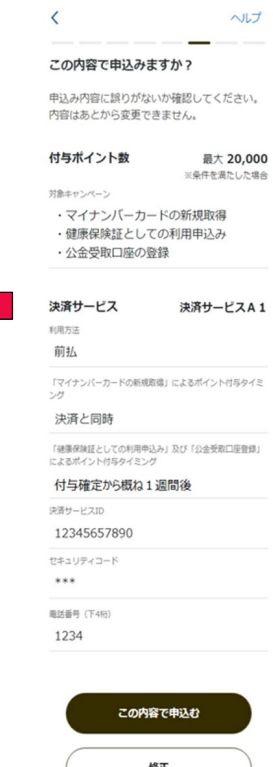 ヘルプ
この内容で申込みますか？
申込み内容に誤りがないか確認してください。
内容はあとから変更できません。
付与ポイント数 最大 20,000
※条件を満たした場合
対象キャンペーン
・マイナンバーカードの新規取得
・健康保険証としての利用申込み
・公金受取口座の登録
決済サービス 決済サービスＡ１
利用方法
前払
「マイナンバーカードの新規取得」によるポイント付与タイミ
ング
決済と同時
「健康保険証としての利用申込み」及び「公金受取口座登録」
によるポイント付与タイミング
付与確定から概ね１週間後
決済サービスID
12345657890
セキュリティコード
***
電話番号（下4桁）
1234
この内容で申込む
修正